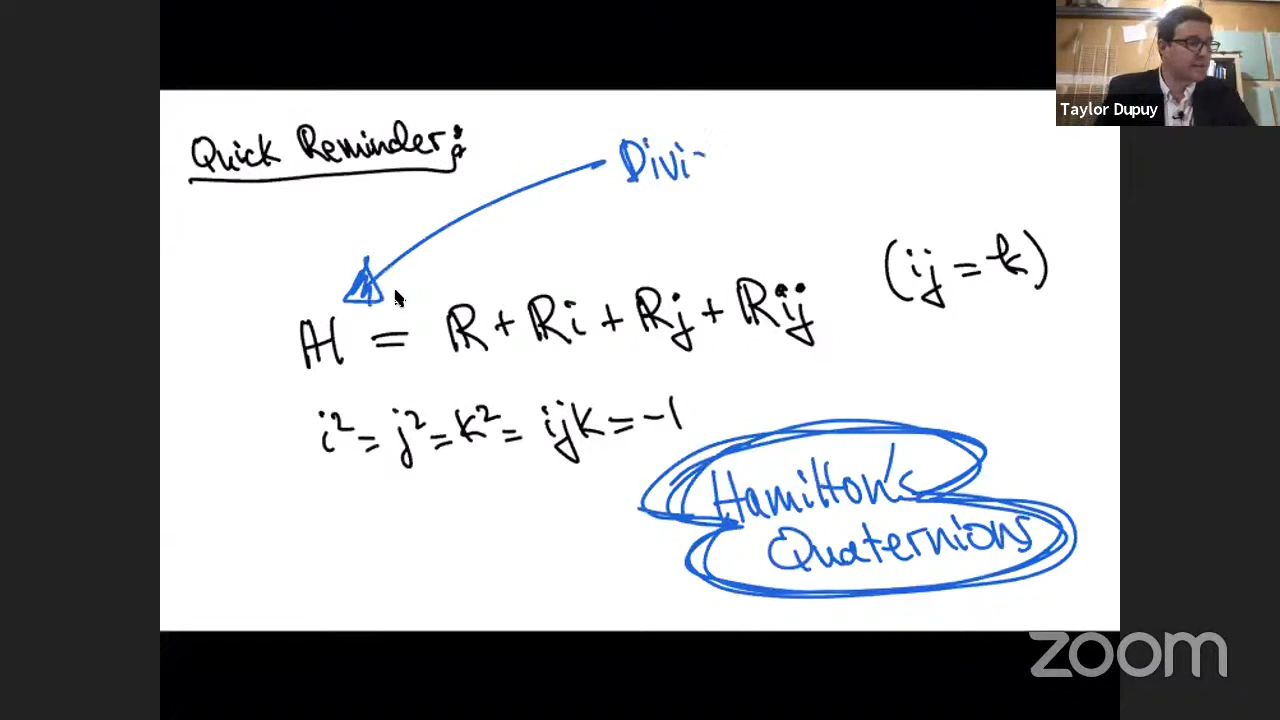 Taylor Dupuy
Quick Reminder:
Divi
(ij = k)
ℍ = ℝ + ℝi + ℝj + ℝij
i² = j² = k² = ijk = -1
Hamilton's
Quaternions
zoom